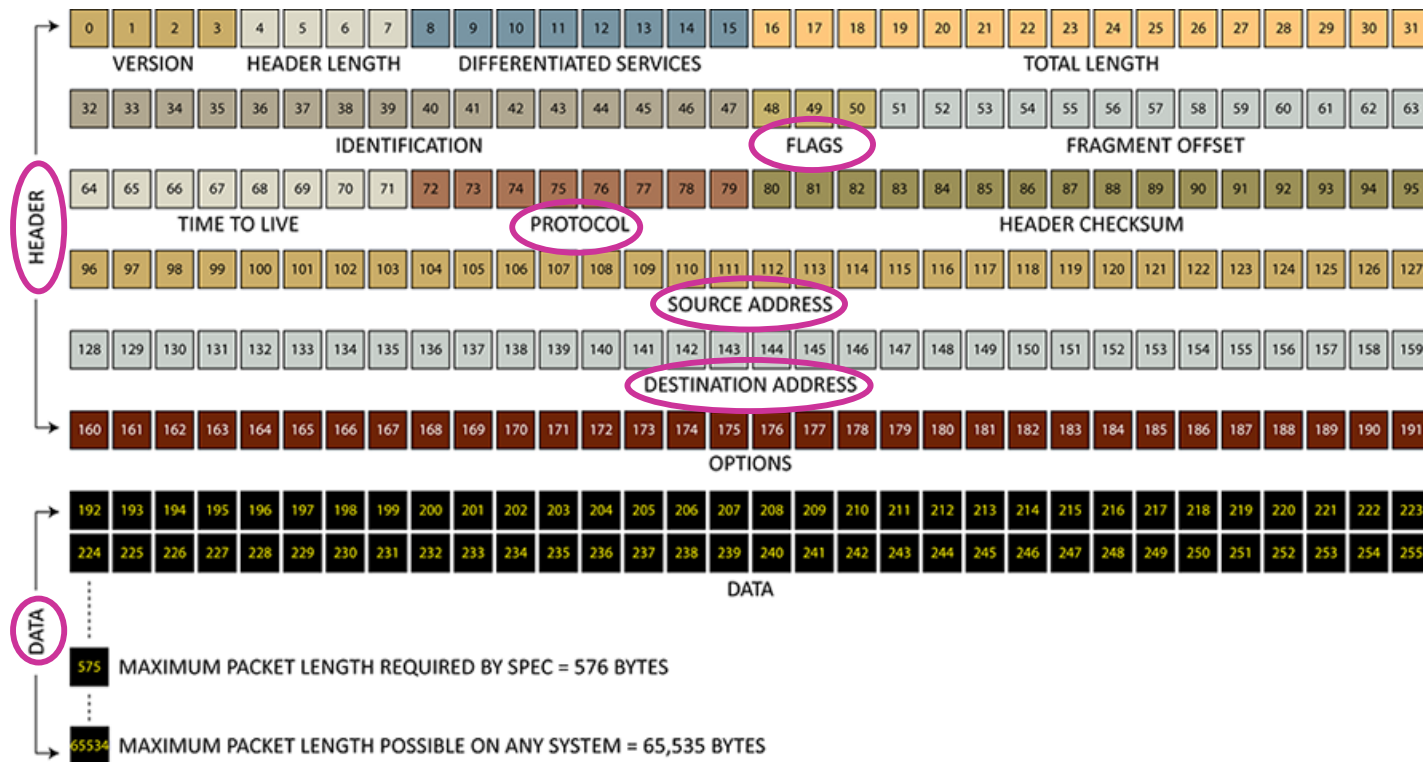 0 1 2 3 4 5 6 7 8 9 10 11 12 13 14 15 16 17 18 19 20 21 22 23 24 25 26 27 28 29 30 31
VERSION HEADER LENGTH DIFFERENTIATED SERVICES TOTAL LENGTH
32 33 34 35 36 37 38 39 40 41 42 43 44 45 46 47 48 49 50 51 52 53 54 55 56 57 58 59 60 61 62 63
IDENTIFICATION FLAGS FRAGMENT OFFSET
HEADER
64 65 66 67 68 69 70 71 72 73 74 75 76 77 78 79 80 81 82 83 84 85 86 87 88 89 90 91 92 93 94 95
TIME TO LIVE PROTOCOL HEADER CHECKSUM
96 97 98 99 100 101 102 103 104 105 106 107 108 109 110 111 112 113 114 115 116 117 118 119 120 121 122 123 124 125 126 127
SOURCE ADDRESS
128 129 130 131 132 133 134 135 136 137 138 139 140 141 142 143 144 145 146 147 148 149 150 151 152 153 154 155 156 157 158 159
DESTINATION ADDRESS
160 161 162 163 164 165 166 167 168 169 170 171 172 173 174 175 176 177 178 179 180 181 182 183 184 185 186 187 188 189 190 191
OPTIONS
192 193 194 195 196 197 198 199 200 201 202 203 204 205 206 207 208 209 210 211 212 213 214 215 216 217 218 219 220 221 222 223
224 225 226 227 228 229 230 231 232 233 234 235 236 237 238 239 240 241 242 243 244 245 246 247 248 249 250 251 252 253 254 255
DATA
DATA
575 MAXIMUM PACKET LENGTH REQUIRED BY SPEC = 576 BYTES
65534 MAXIMUM PACKET LENGTH POSSIBLE ON ANY SYSTEM = 65,535 BYTES